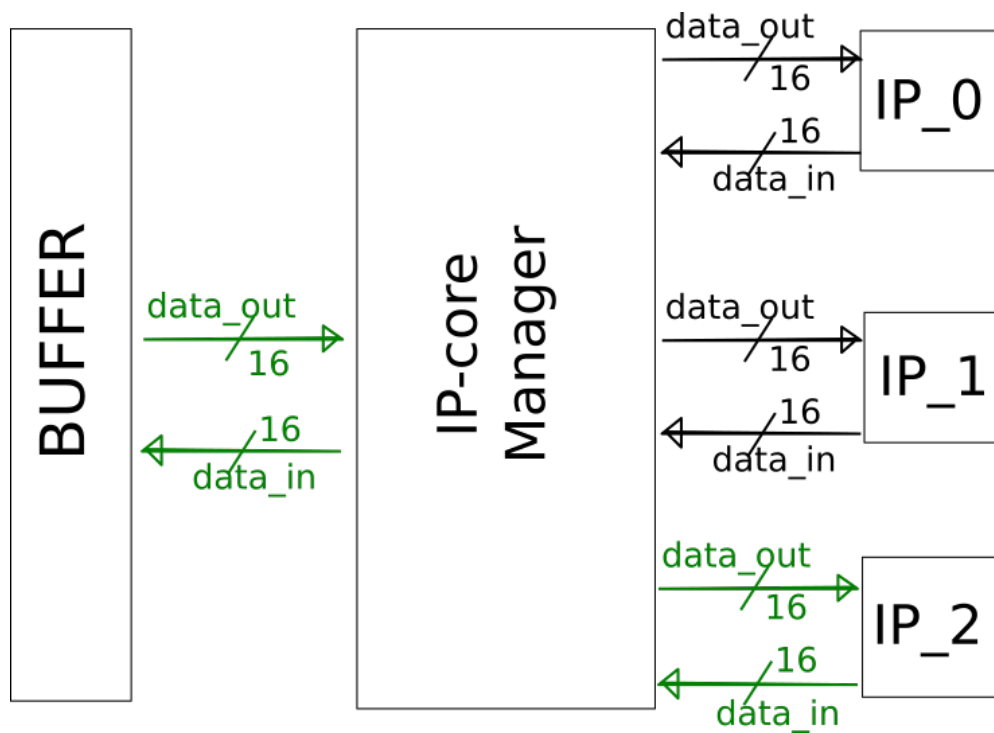 BUFFER
data_out
16
16
data_in
IP-core
Manager
data_out
16
16
data_in
IP_0
data_out
16
16
data_in
IP_1
data_out
16
16
data_in
IP_2